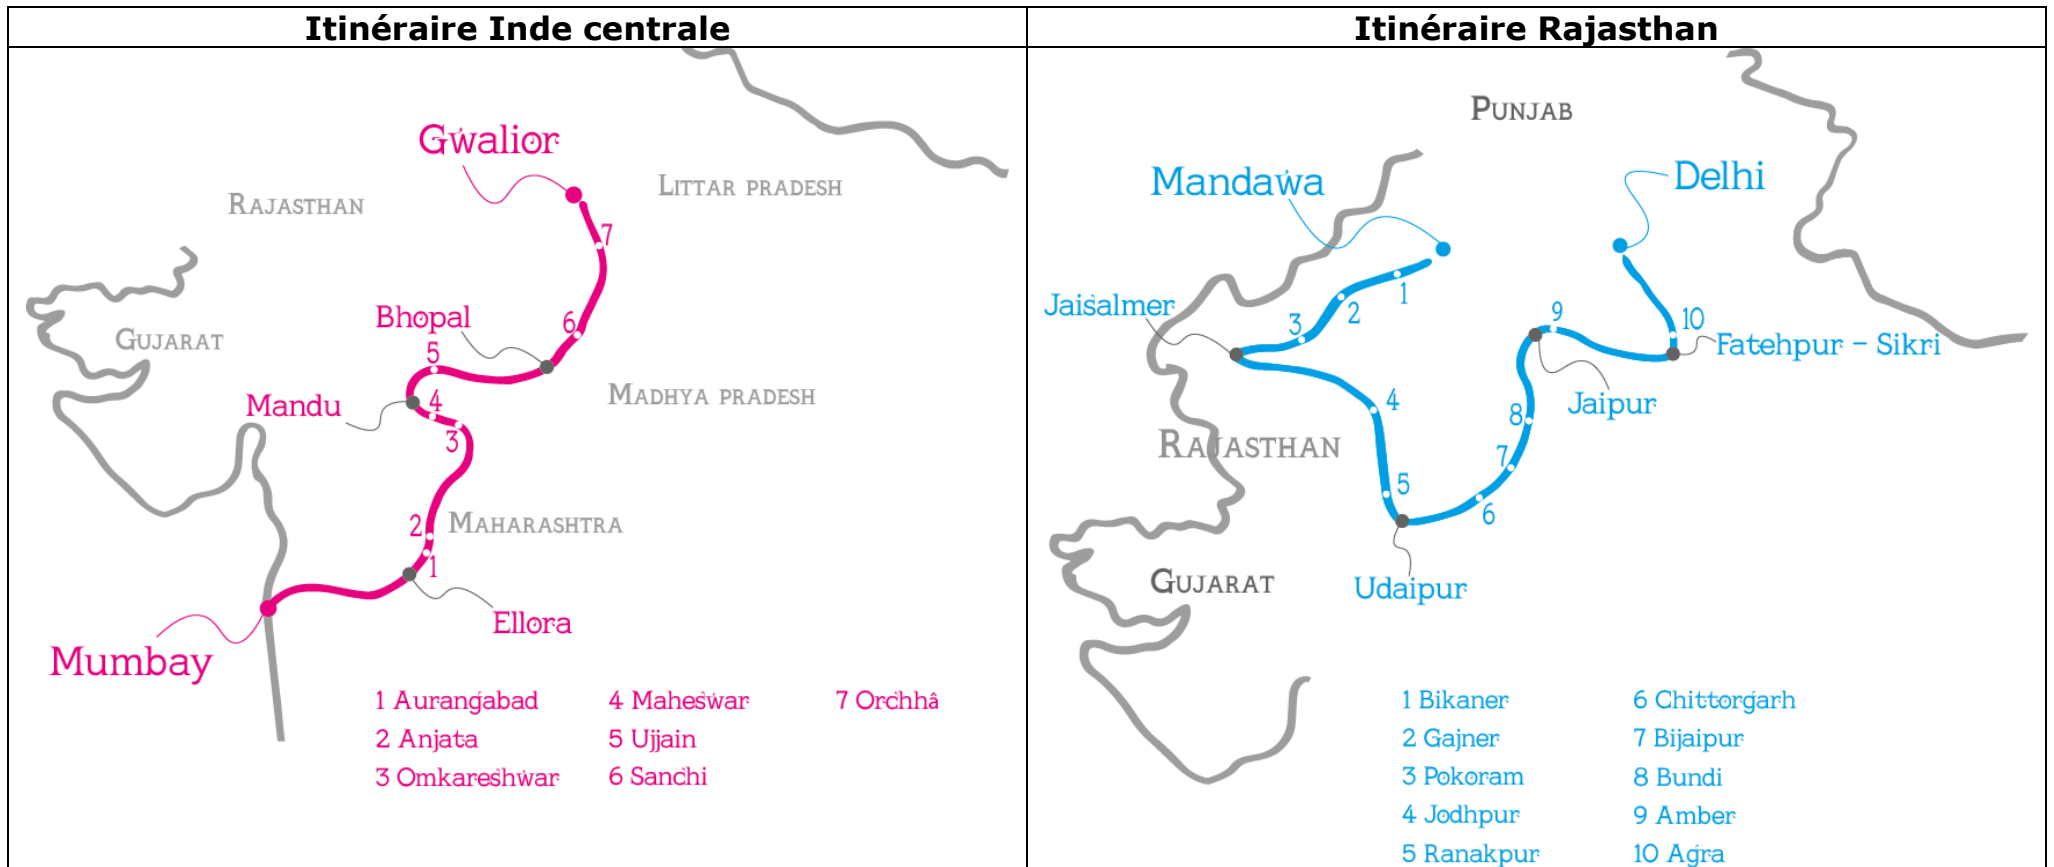 Itinéraire Inde centrale
Itinéraire Rajasthan
Gwalior
Littar pradesh
Rajasthan
7
Bhopal
6
Gujarat
5
Madhya pradesh
Mandu
4
3
2
Maharashtra
1
Ellora
Mumbay
1 Aurangabad
2 Anjata
3 Omkareshwar
4 Maheswar
5 Ujjain
6 Sanchi
7 Orchhâ
Punjab
Mandawa
Delhi
Jaisalmer
1
2
3
9
10
Fatehpur – Sikri
Jaipur
4
8
Rajasthan
7
5
6
Gujarat
Udaipur
1 Bikaner
2 Gajner
3 Pokoram
4 Jodhpur
5 Ranakpur
6 Chittorgarh
7 Bijaipur
8 Bundi
9 Amber
10 Agra